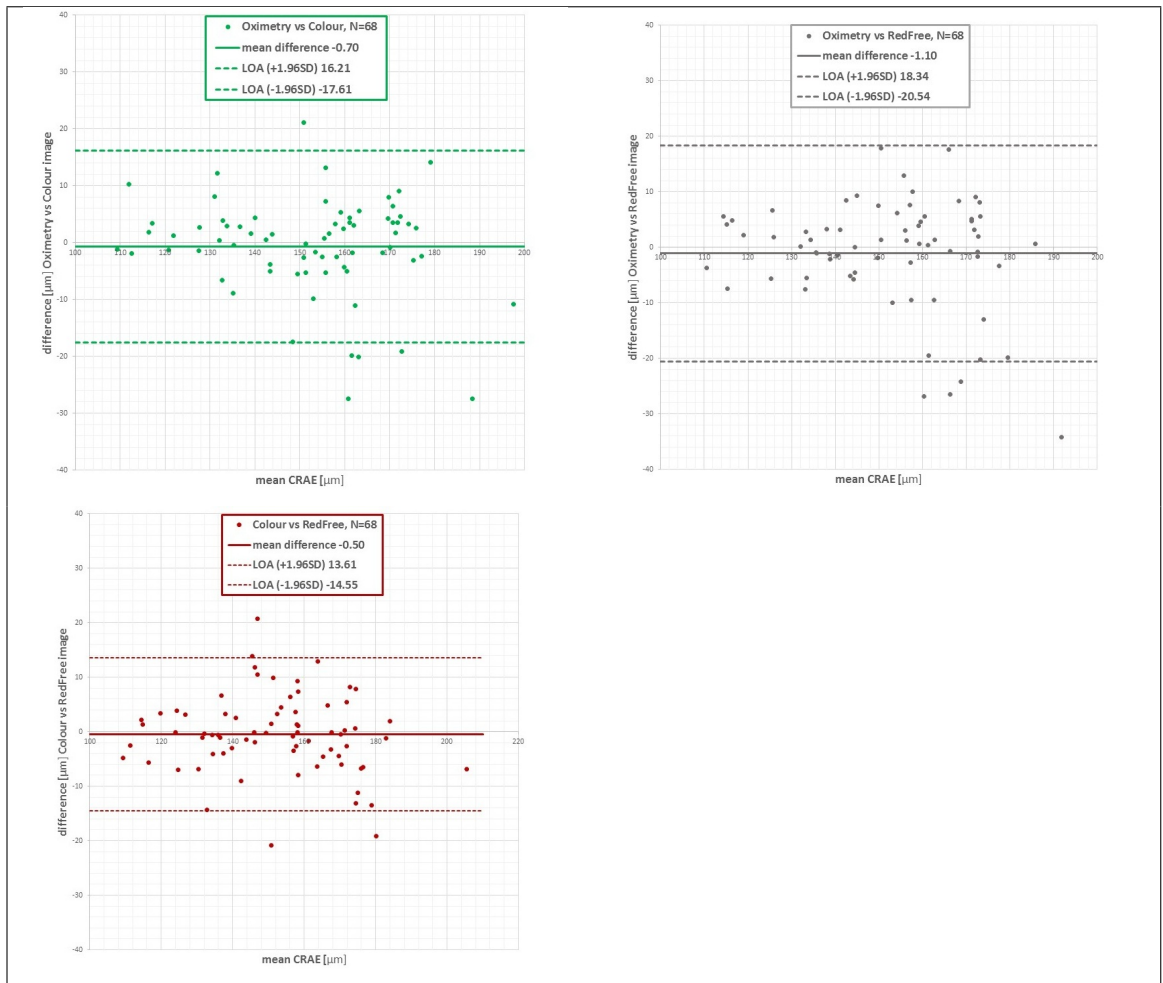 40
30
20
10
0
-10
-20
-30
-40
100 110 120 130 140 150 160 170 180 190 200
difference [µm] Oximetry vs Colour image
mean CRAE [µm]
Oximetry vs Colour, N=68
mean difference -0.70
LOA (+1.96SD) 16.21
LOA (-1.96SD) -17.61
40
30
20
10
0
-10
-20
-30
-40
100 110 120 130 140 150 160 170 180 190 200
difference [µm] Oximetry vs RedFree image
mean CRAE [µm]
Oximetry vs RedFree, N=68
mean difference -1.10
LOA (+1.96SD) 18.34
LOA (-1.96SD) -20.54
40
30
20
10
0
-10
-20
-30
-40
100 120 140 160 180 200 220
difference [µm] Colour vs RedFree image
mean CRAE [µm]
Colour vs RedFree, N=68
mean difference -0.50
LOA (+1.96SD) 13.61
LOA (-1.96SD) -14.55